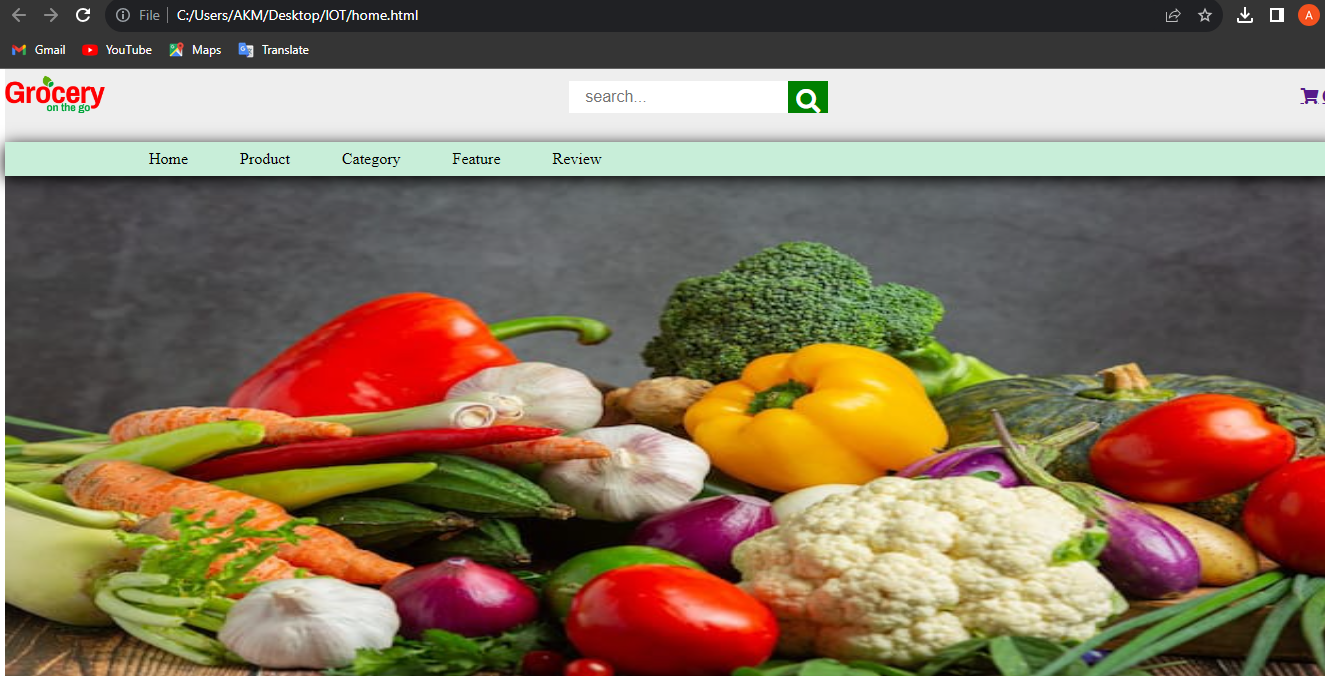 File C:/Users/AKM/Desktop/IOT/home.html A
Gmail YouTube Maps Translate
Grocery
on the go
search...
Home Product Category Feature Review